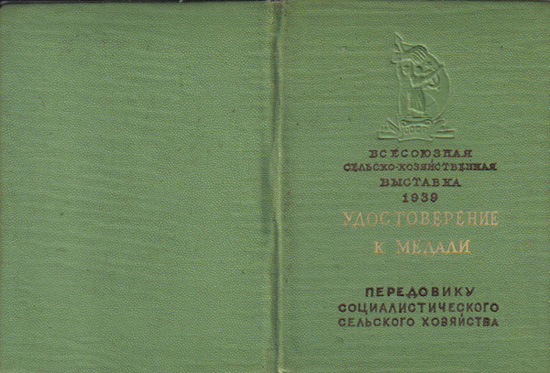 ВСЕСОЮЗНАЯ
СЕЛЬСКО-ХОЗЯЙСТВЕННАЯ
ВЫСТАВКА
1939
УДОСТОВЕРЕНИЕ
К МЕДАЛИ
ПЕРЕДОВИКУ
СОЦИАЛИСТИЧЕСКОГО
СЕЛЬСКОГО ХОЗЯЙСТВА